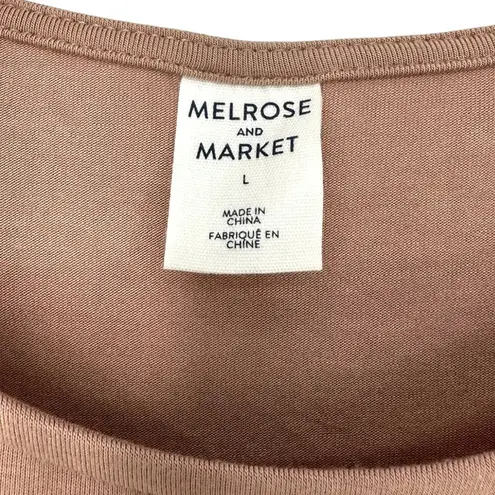 MELROSE
AND
MARKET
L
MADE IN
CHINA
FABRIQUÉ EN
CHINE